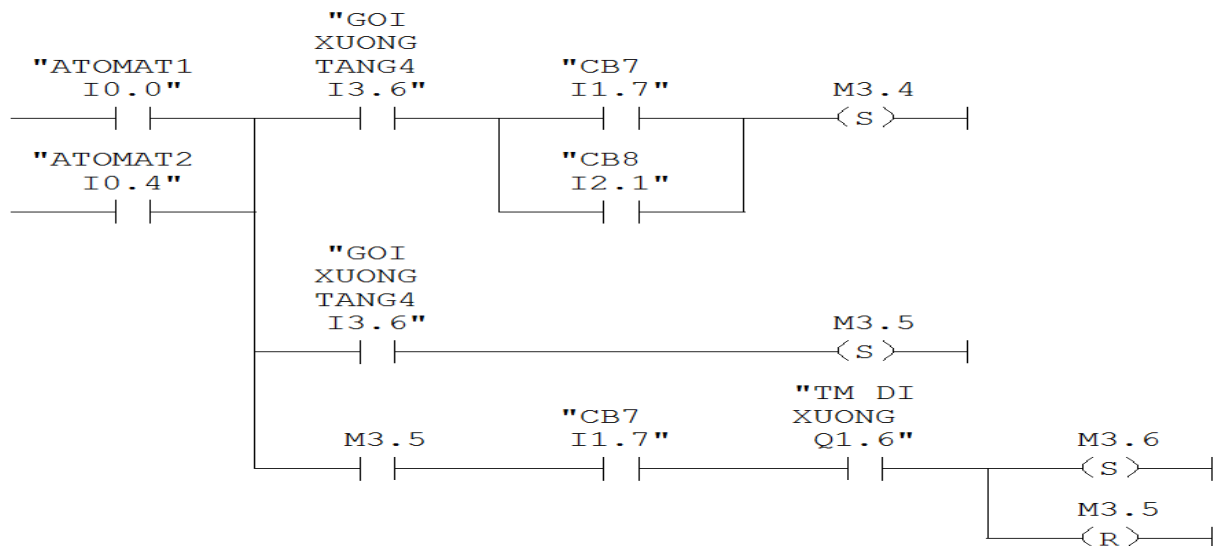 "GOI
XUONG
"ATOMAT1 TANG4 "CB7
I0.0" I3.6" I1.7" M3.4
(S)
"ATOMAT2 "CB8
I0.4" I2.1"
"GOI
XUONG
TANG4
I3.6" M3.5
(S)
"TM DI
"CB7 XUONG
M3.5 I1.7" Q1.6" M3.6
(S)
M3.5
(R)